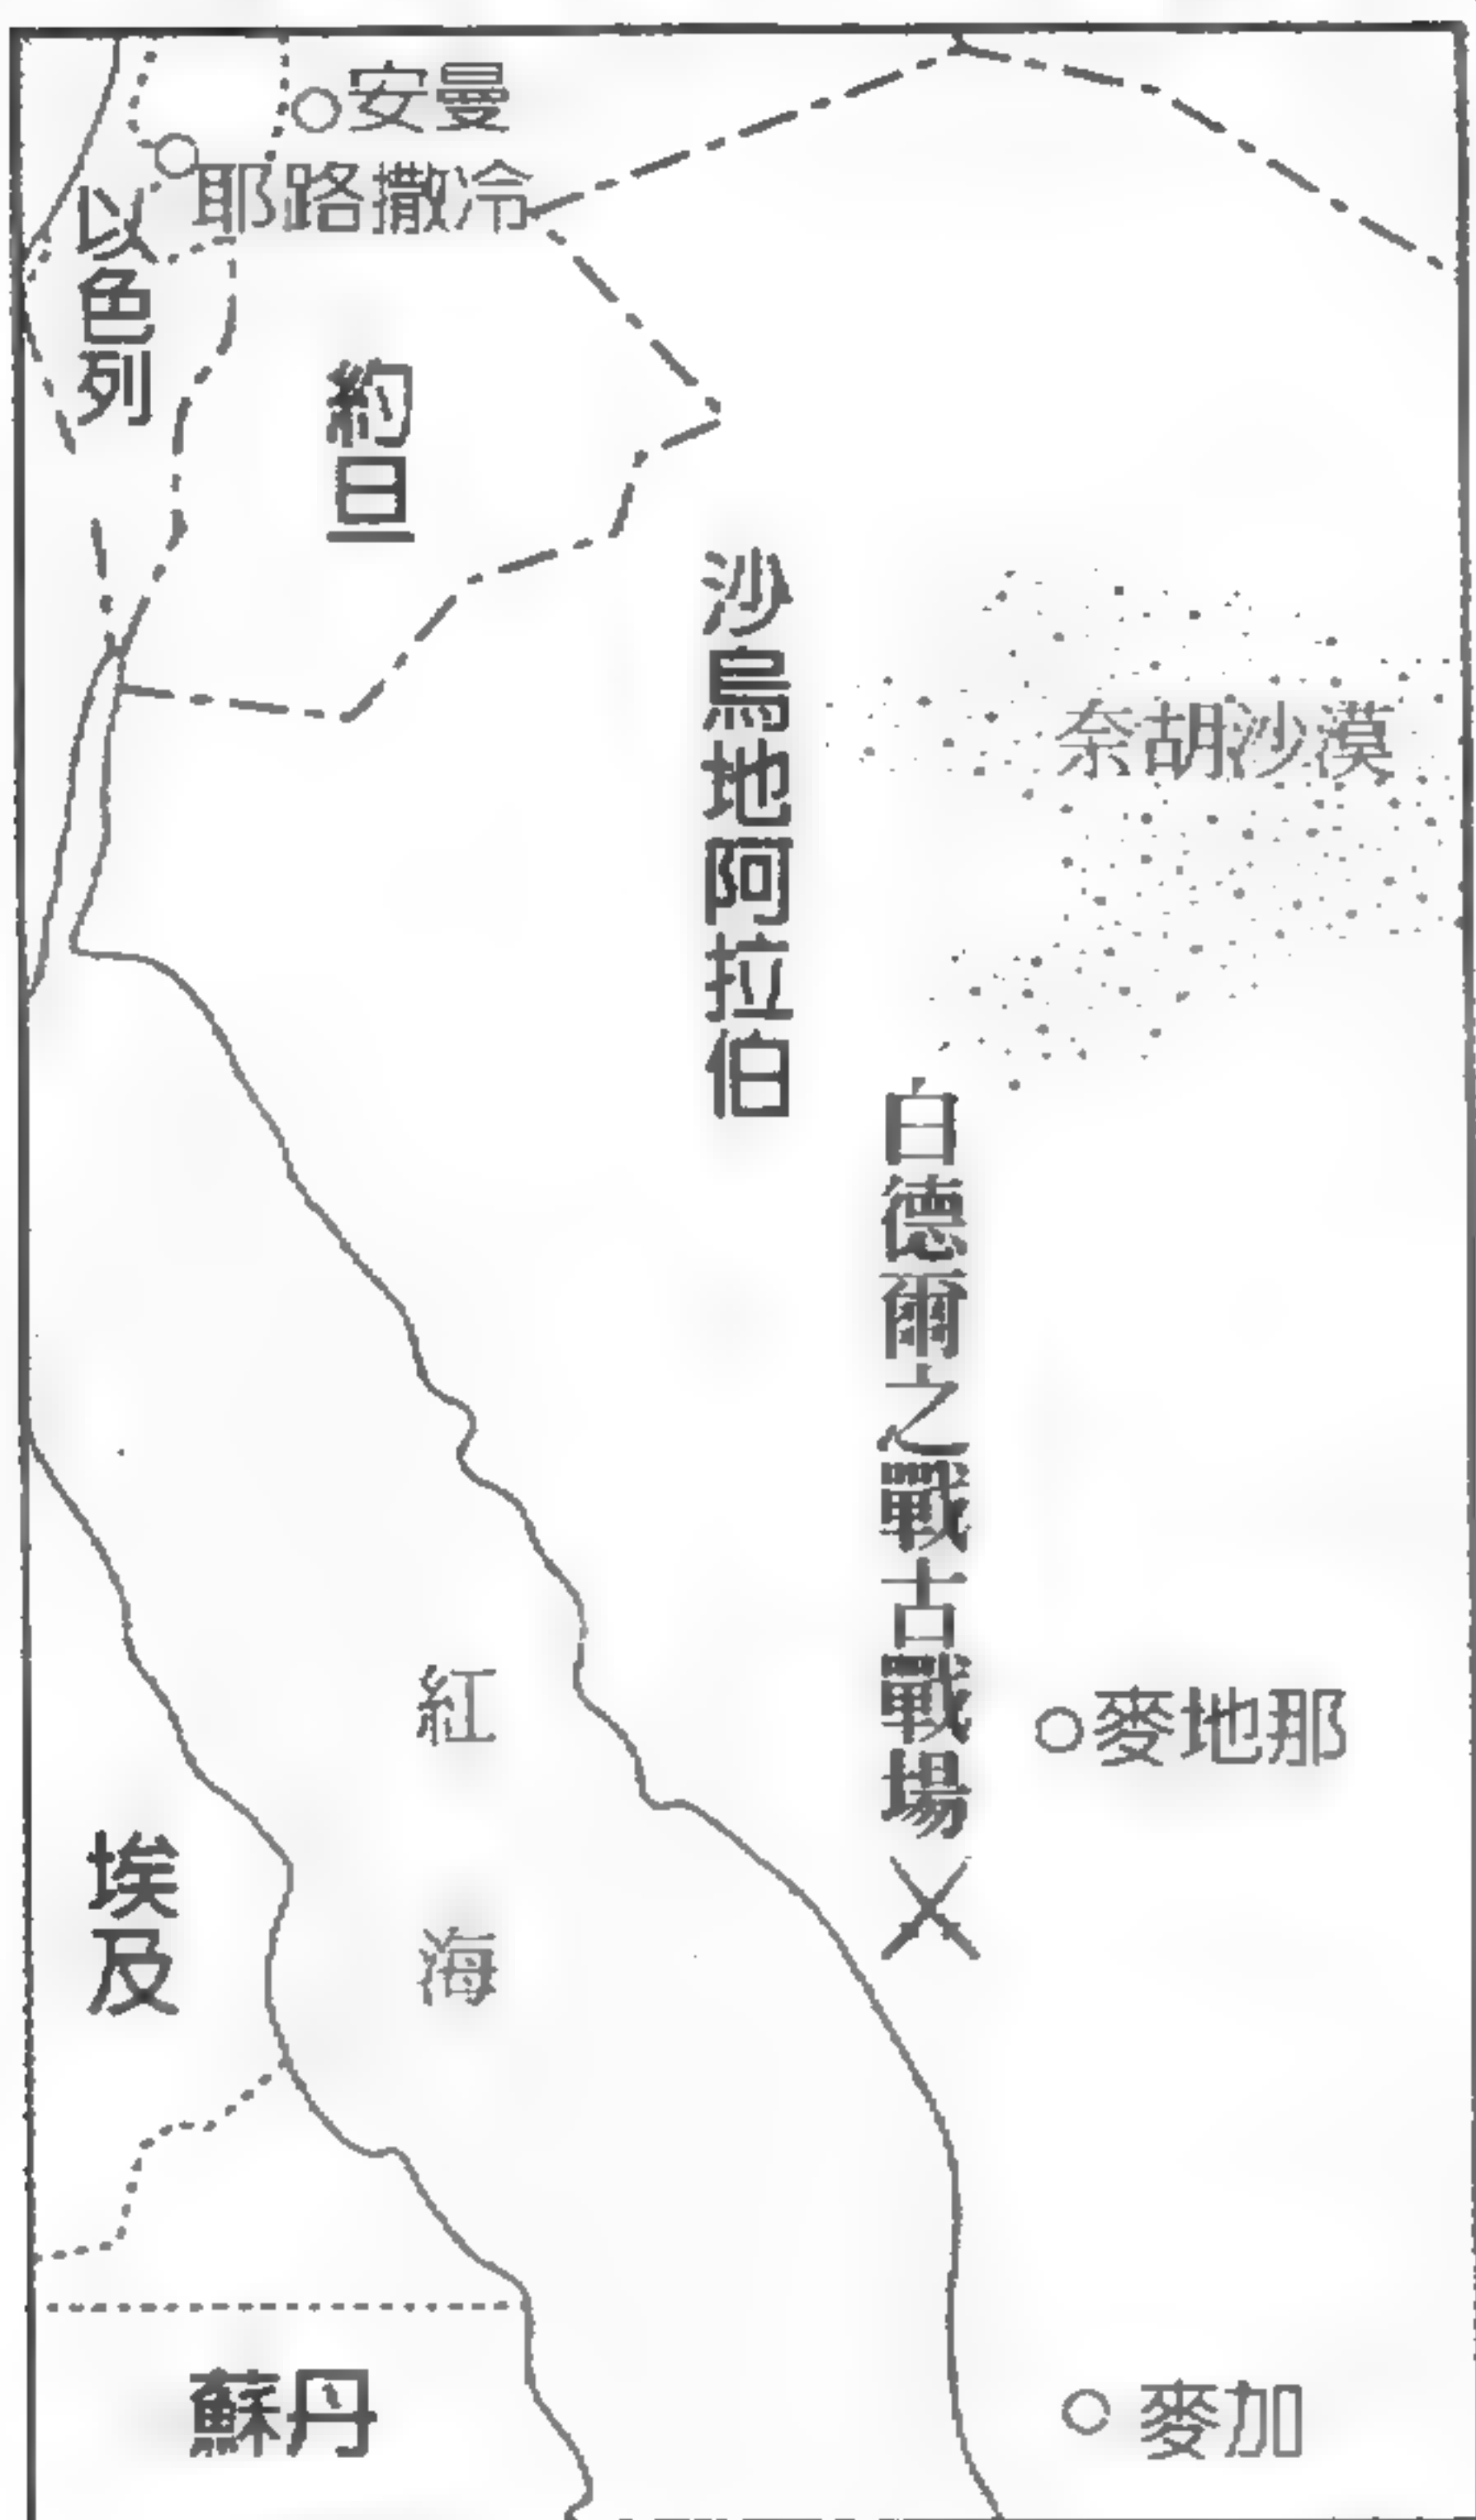 安曼
耶路撒冷
以色列
約旦
沙烏地阿拉伯
奈胡沙漠
白德爾之戰古戰場
麥地那
紅海
埃及
蘇丹
麥加